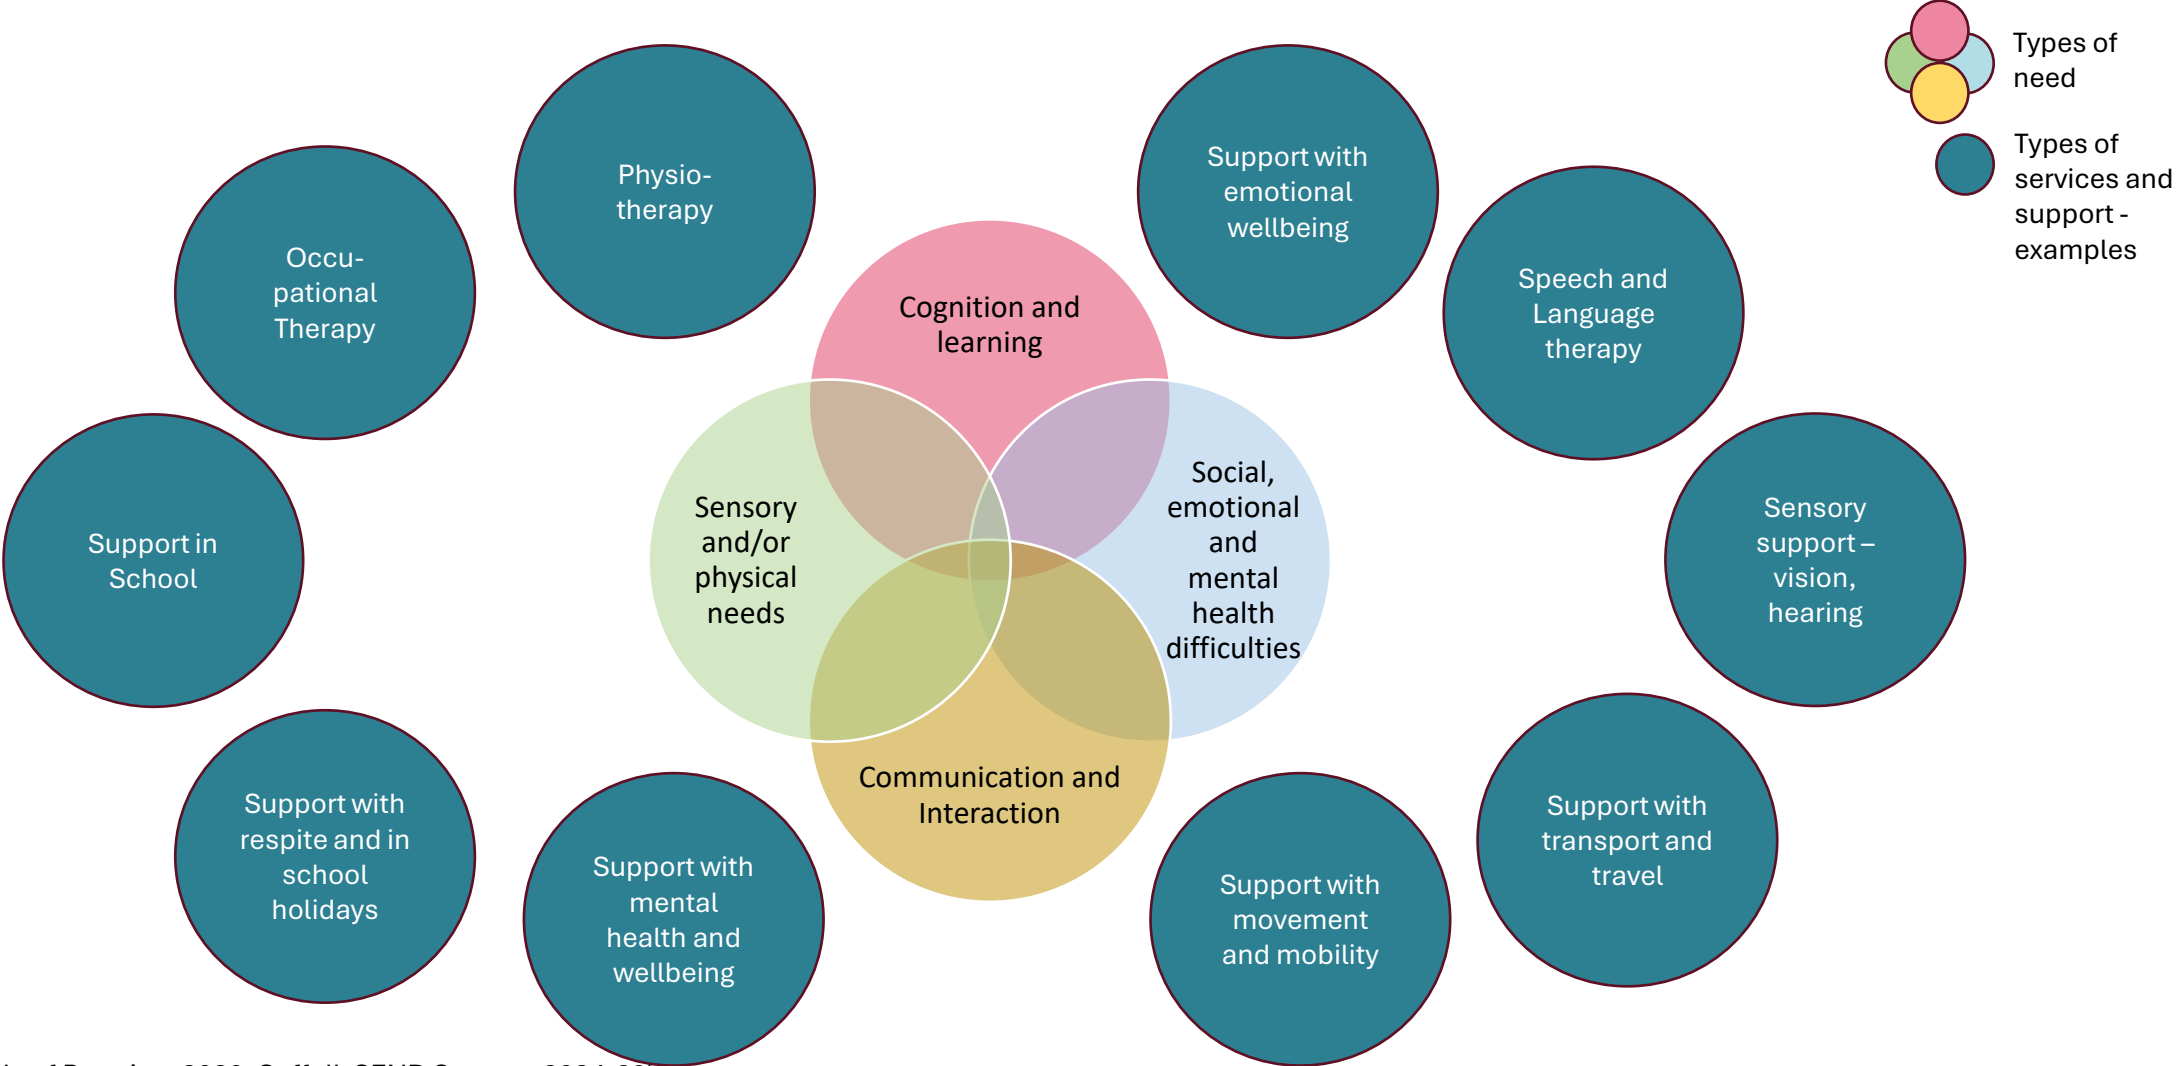 Types of
need
Types of
services and
support -
examples
Physio-
therapy
Support with
emotional
wellbeing
Occu-
pational
Therapy
Speech and
Language
therapy
Cognition and
learning
Support in
School
Sensory
and/or
physical
needs
Social,
emotional
and
mental
health
difficulties
Sensory
support –
vision,
hearing
Communication and
Interaction
Support with
respite and in
school
holidays
Support with
mental
health and
wellbeing
Support with
movement
and mobility
Support with
transport and
travel